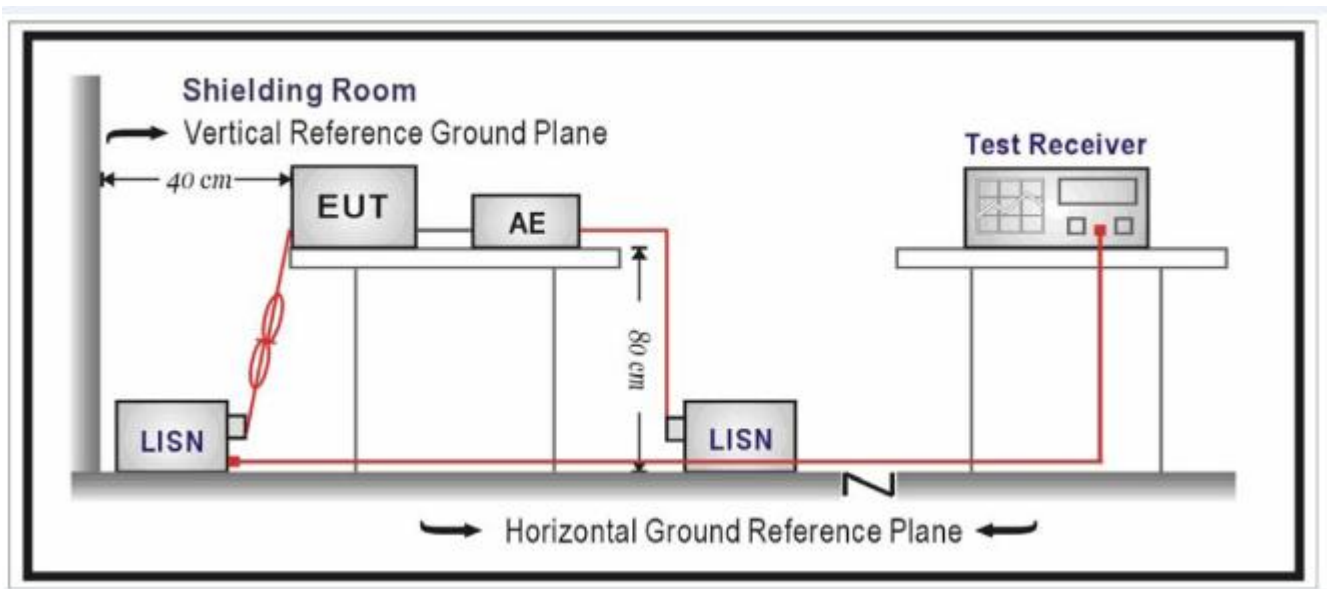 Shielding Room
Vertical Reference Ground Plane
Test Receiver
40 cm
EUT
AE
80 cm
LISN
LISN
Horizontal Ground Reference Plane